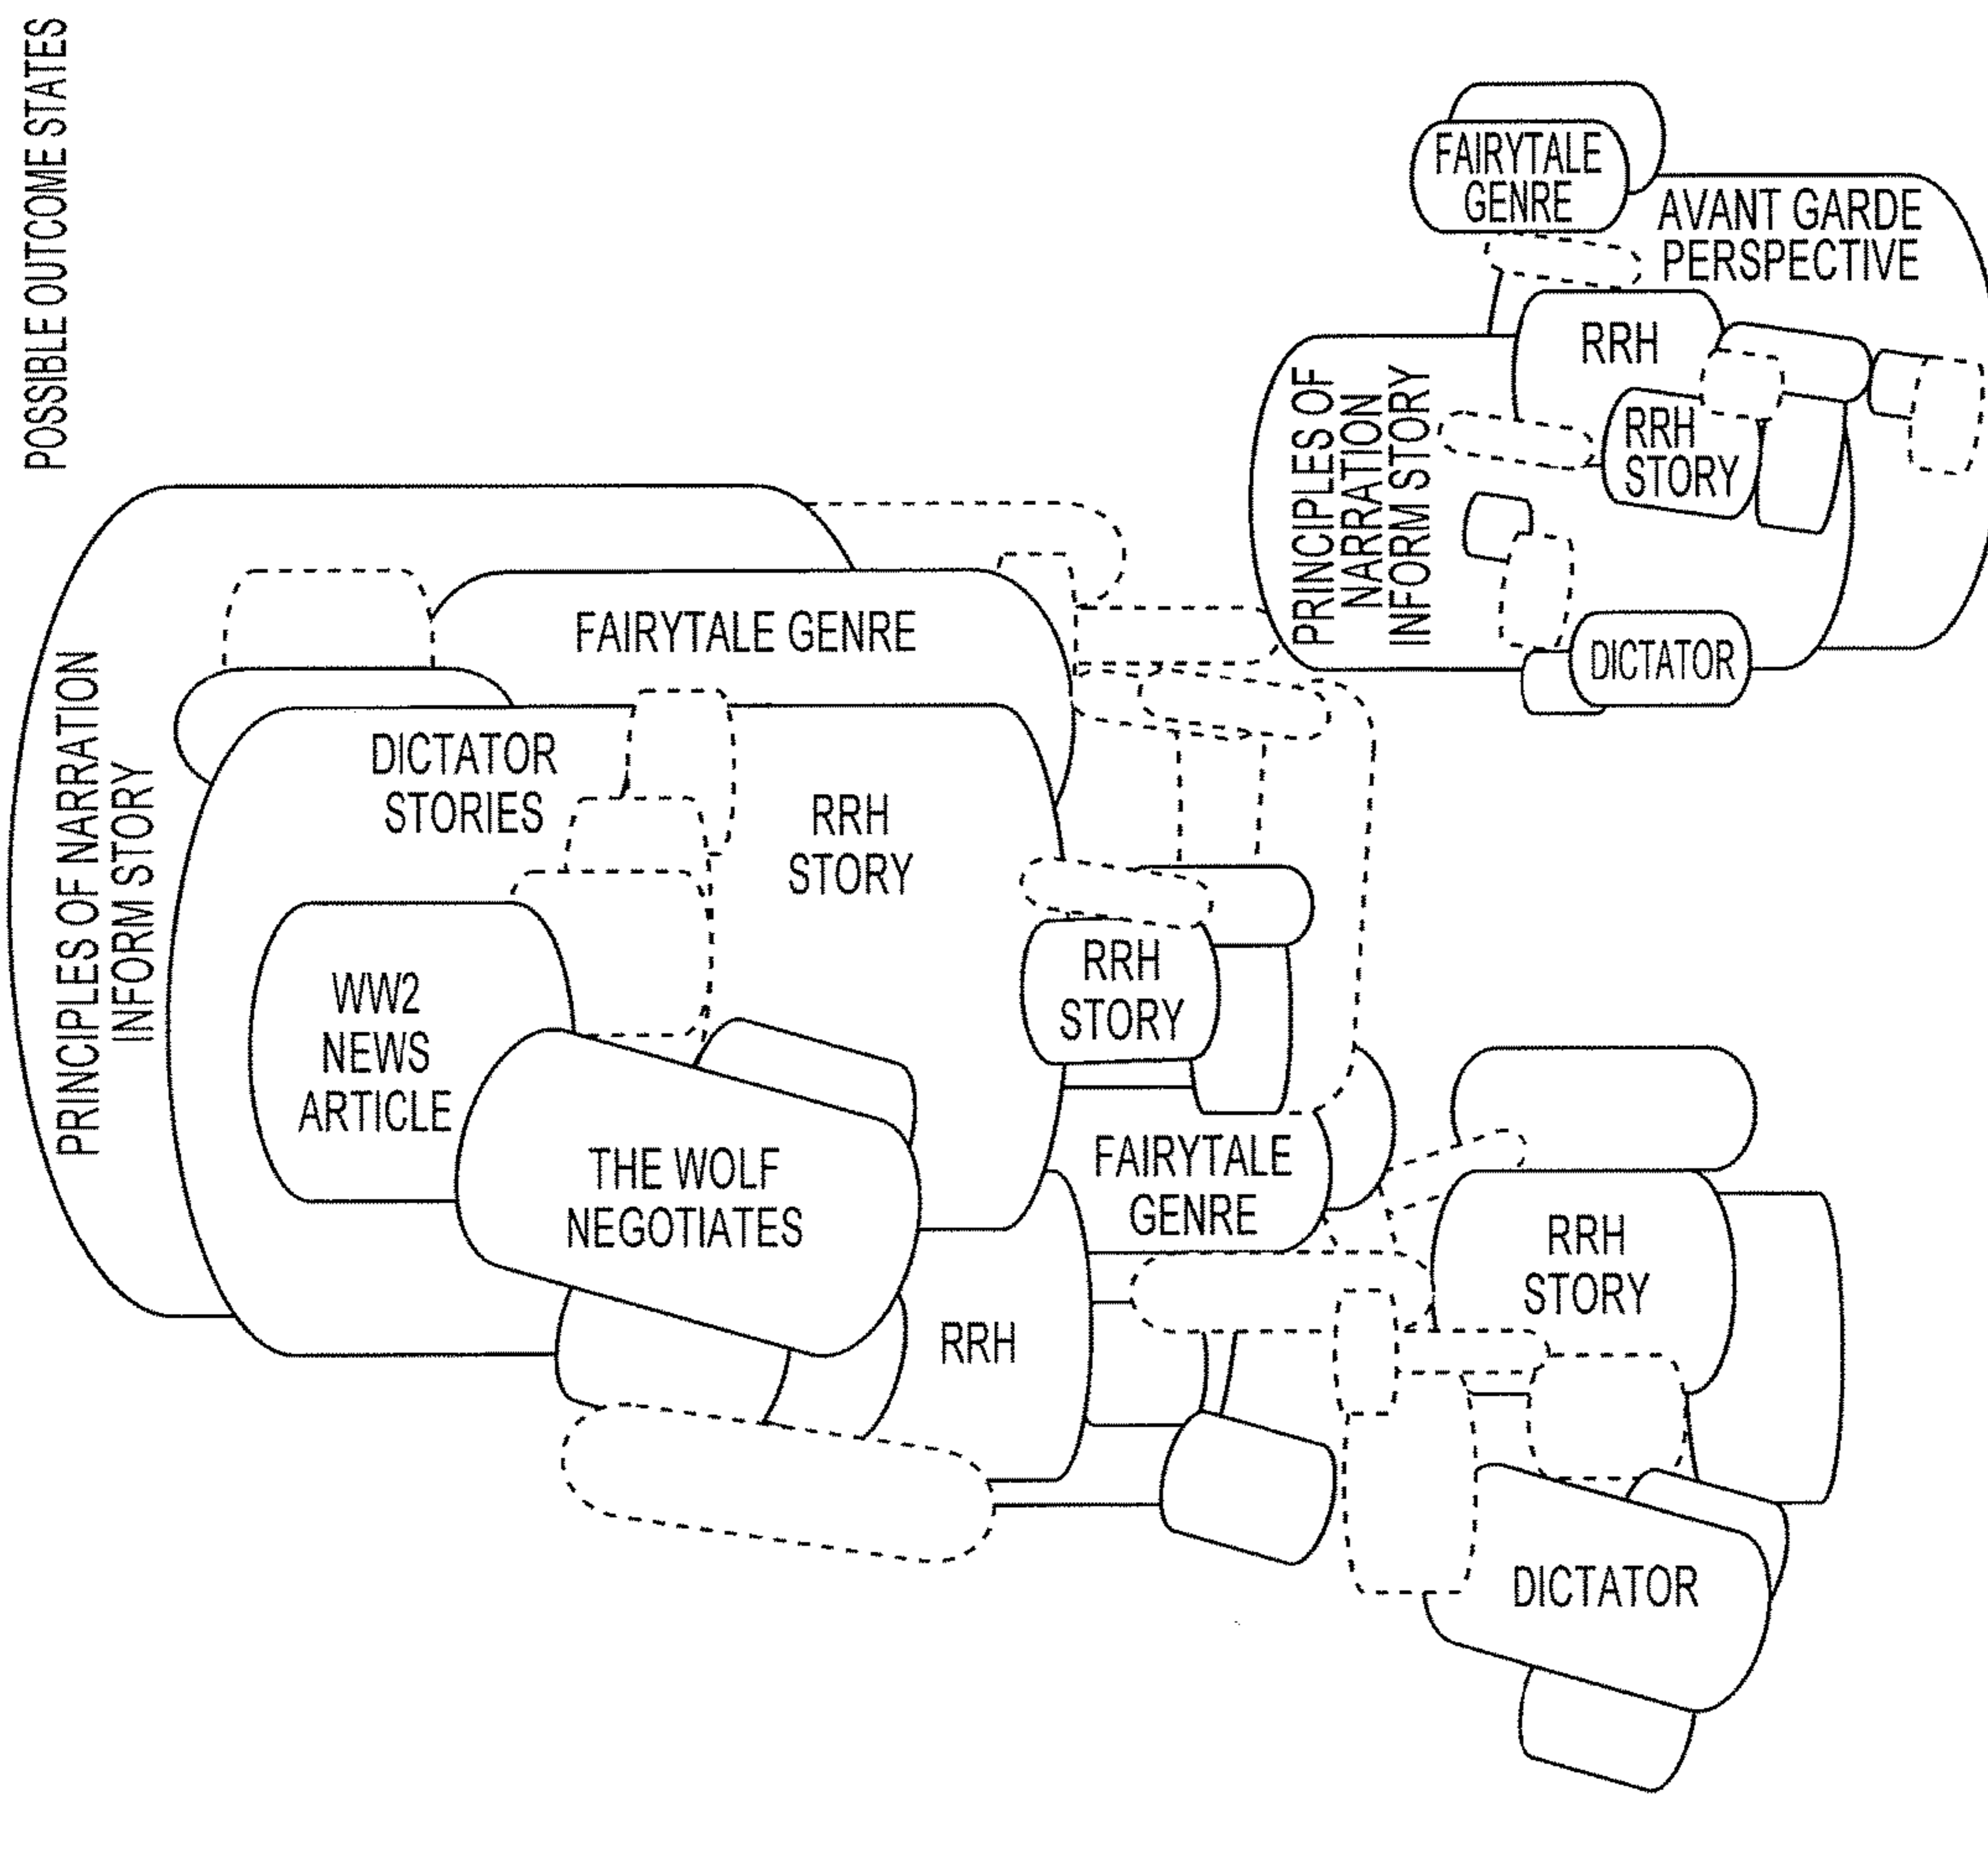 POSSIBLE OUTCOME STATES
PRINCIPLES OF NARRATION
INFORM STORY
FAIRYTALE GENRE
DICTATOR
STORIES
RRH
STORY
WW2
NEWS
ARTICLE
THE WOLF
NEGOTIATES
RRH
RRH
STORY
FAIRYTALE
GENRE
FAIRYTALE
GENRE
AVANT GARDE
PERSPECTIVE
PRINCIPLES OF
NARRATION
INFORM STORY
RRH
RRH
STORY
DICTATOR
RRH
STORY
DICTATOR